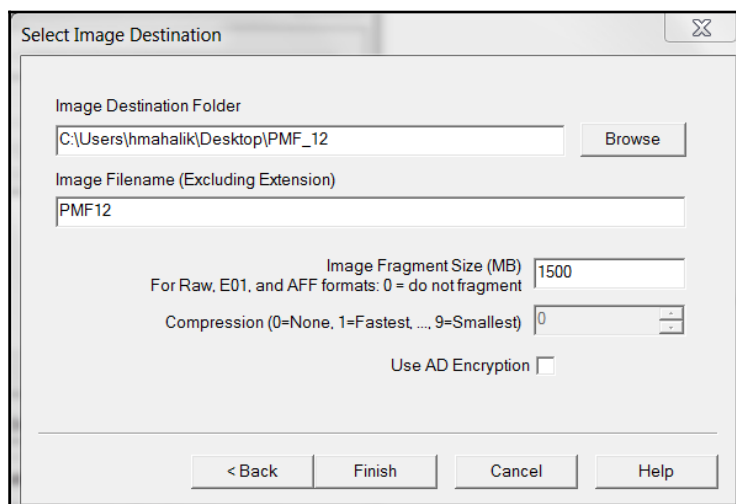 Select Image Destination
Image Destination Folder
C:\Users\hmahalik\Desktop\PMF_12
Browse
Image Filename (Excluding Extension)
PMF12
Image Fragment Size (MB)
1500
For Raw, E01, and AFF formats: 0 = do not fragment
Compression (0=None, 1=Fastest, ..., 9=Smallest)
0
Use AD Encryption
< Back
Finish
Cancel
Help